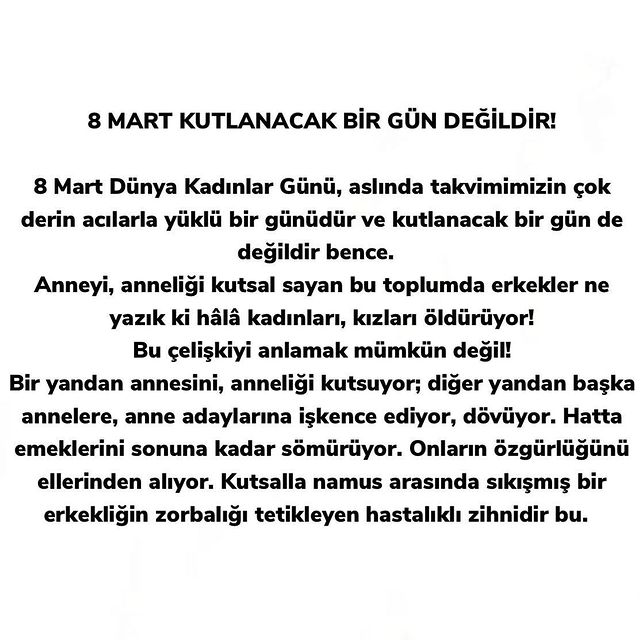 8 MART KUTLANACAK BİR GÜN DEĞİLDİR!
8 Mart Dünya Kadınlar Günü, aslında takvimimizin çok
derin acılarla yüklü bir günüdür ve kutlanacak bir gün de
değildir bence.
Anneyi, anneliği kutsal sayan bu toplumda erkekler ne
yazık ki hâlâ kadınları, kızları öldürüyor!
Bu çelişkiyi anlamak mümkün değil!
Bir yandan annesini, anneliği kutsuyor; diğer yandan başka
annelere, anne adaylarına işkence ediyor, dövüyor. Hatta
emeklerini sonuna kadar sömürüyor. Onların özgürlüğünü
ellerinden alıyor. Kutsalla namus arasında sıkışmış bir
erkekliğin zorbalığı tetikleyen hastalıklı zihnidir bu.